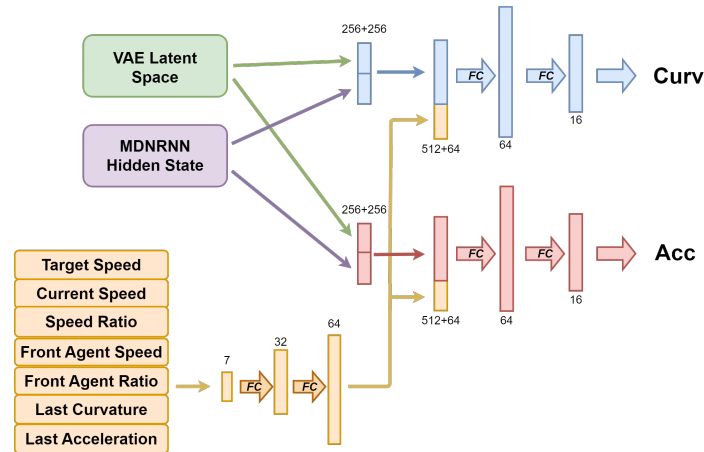 VAE Latent
Space
MDNRNN
Hidden State
256+256
512+64
FC
64
FC
16
Curv
256+256
512+64
FC
64
FC
16
Acc
Target Speed
Current Speed
Speed Ratio
Front Agent Speed
Front Agent Ratio
Last Curvature
Last Acceleration
7
FC
32
FC
64